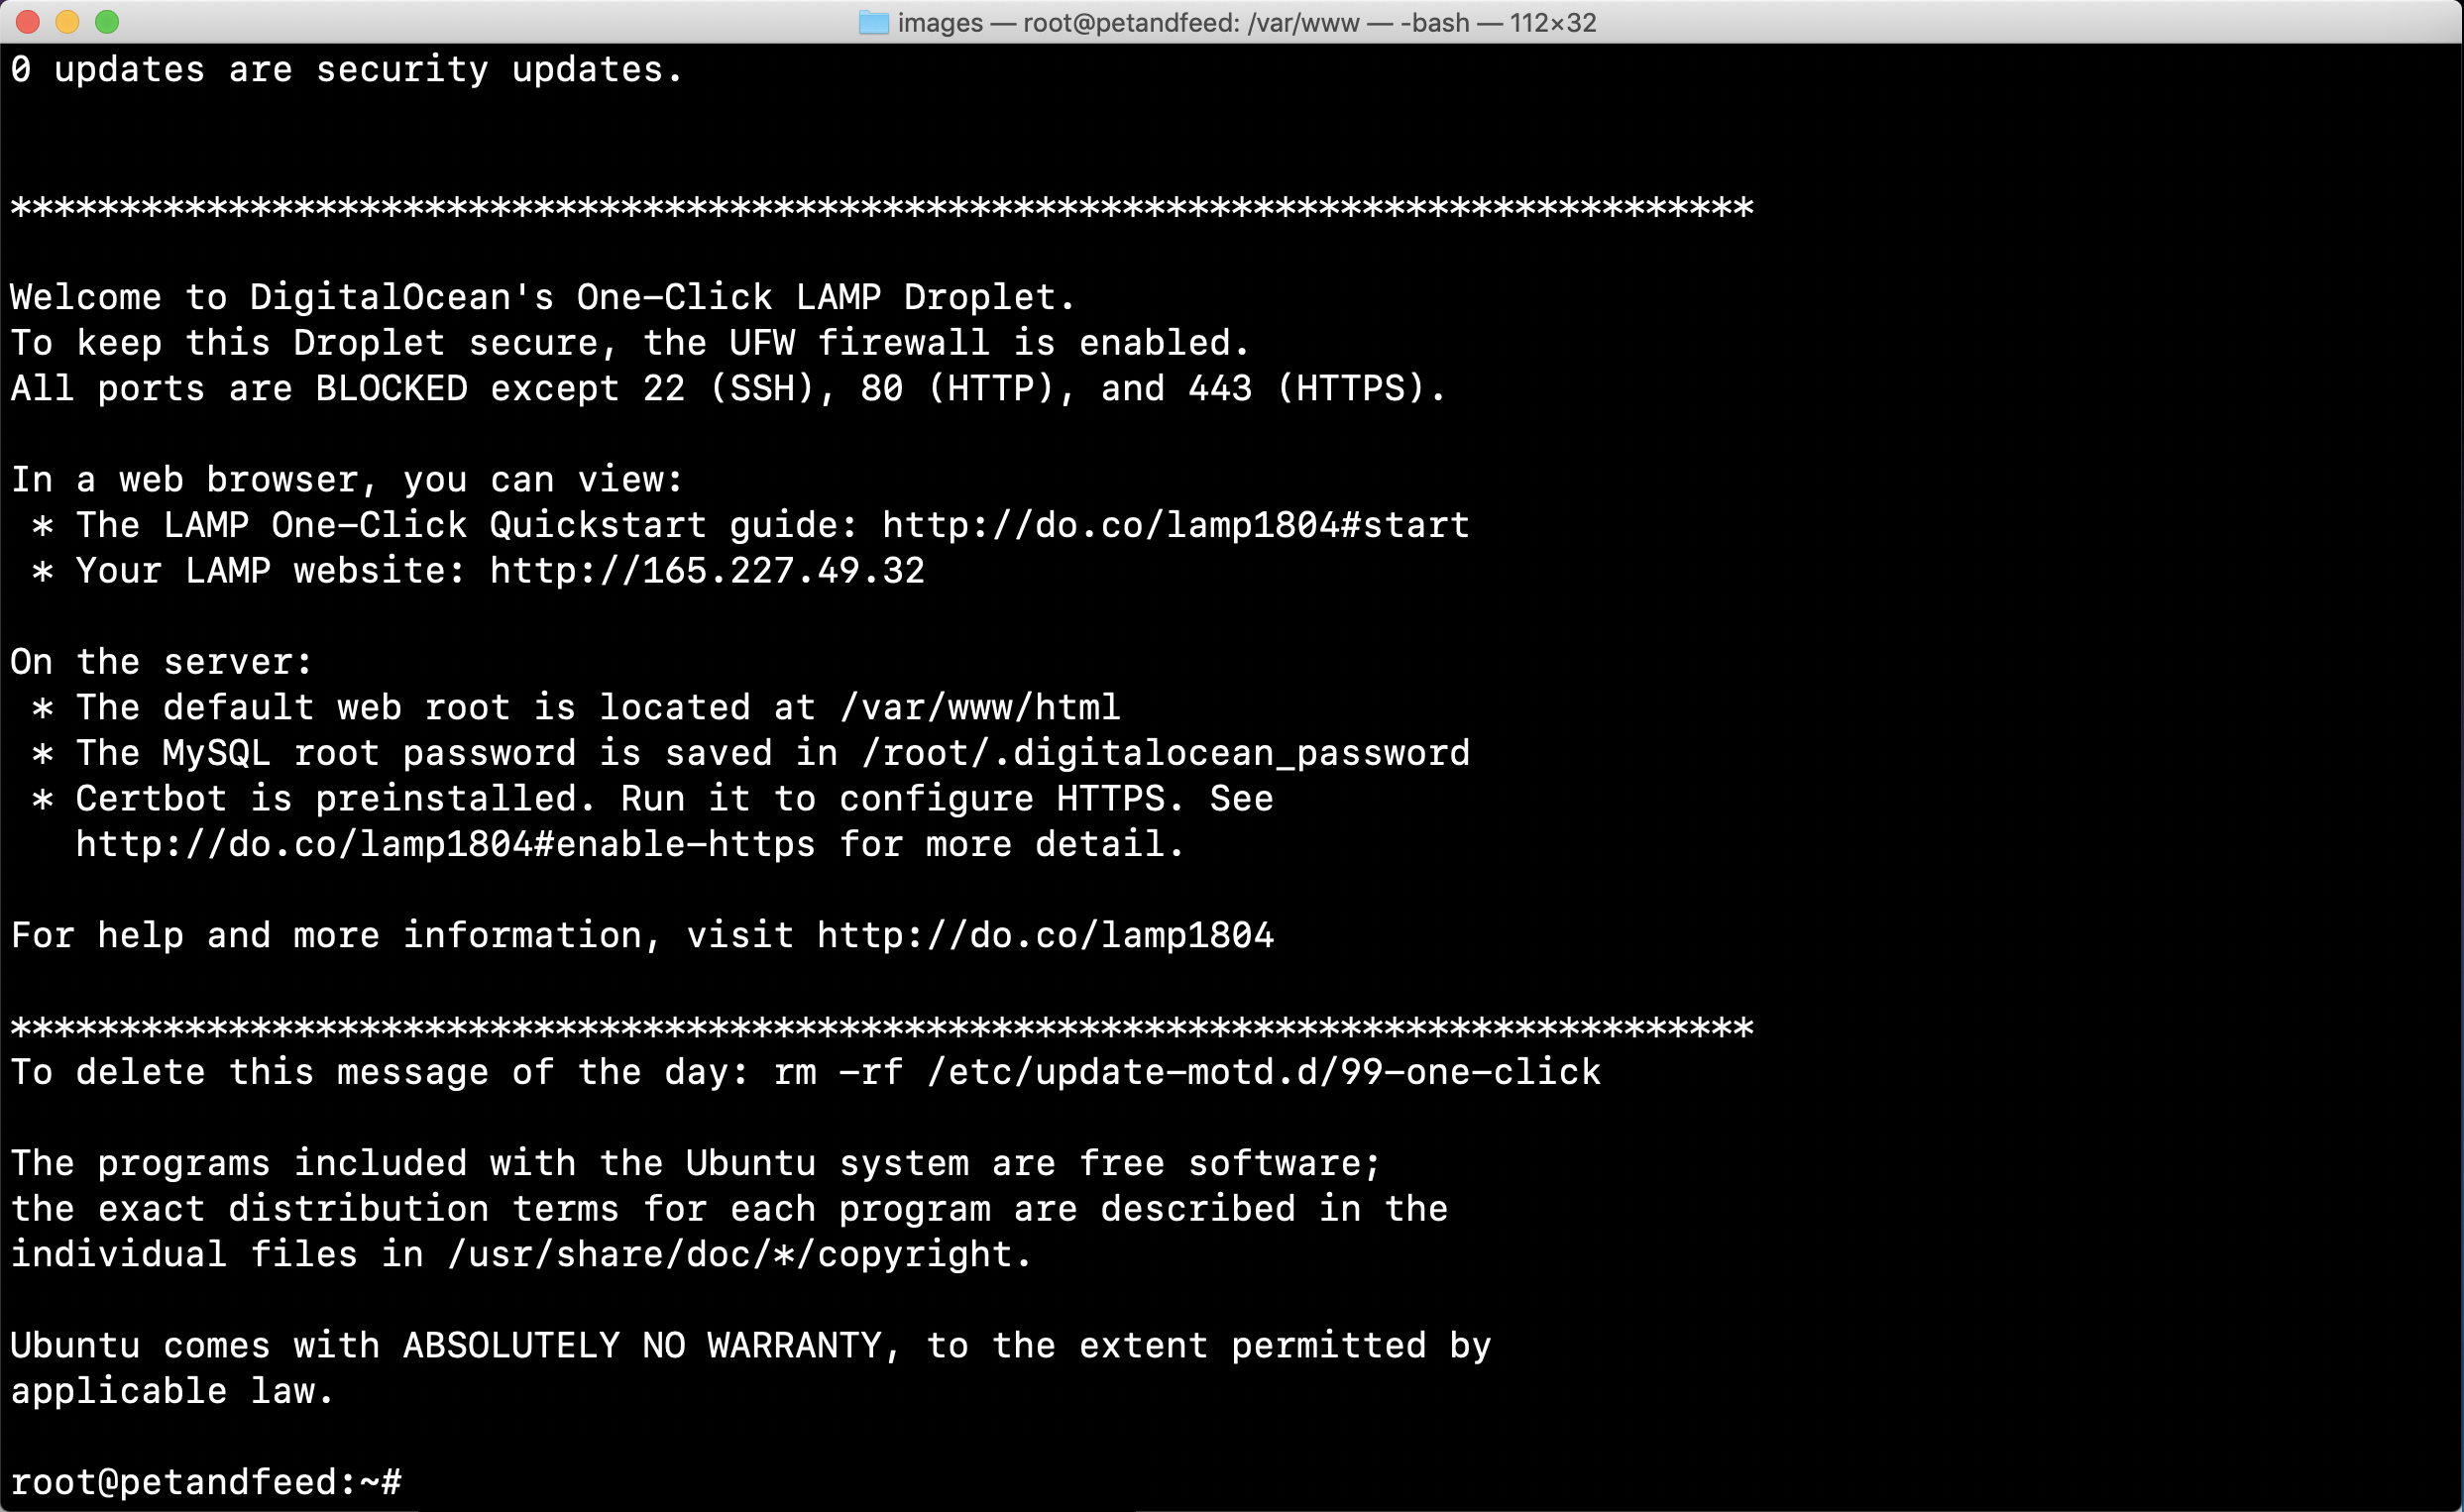 images — root@petandfeed: /var/www — -bash — 112×32
0 updates are security updates.
********************************************************************************
Welcome to DigitalOcean's One-Click LAMP Droplet.
To keep this Droplet secure, the UFW firewall is enabled.
All ports are BLOCKED except 22 (SSH), 80 (HTTP), and 443 (HTTPS).
In a web browser, you can view:
 * The LAMP One-Click Quickstart guide: http://do.co/lamp1804#start
 * Your LAMP website: http://165.227.49.32
On the server:
 * The default web root is located at /var/www/html
 * The MySQL root password is saved in /root/.digitalocean_password
 * Certbot is preinstalled. Run it to configure HTTPS. See
   http://do.co/lamp1804#enable-https for more detail.
For help and more information, visit http://do.co/lamp1804
********************************************************************************
To delete this message of the day: rm -rf /etc/update-motd.d/99-one-click
The programs included with the Ubuntu system are free software;
the exact distribution terms for each program are described in the
individual files in /usr/share/doc/*/copyright.
Ubuntu comes with ABSOLUTELY NO WARRANTY, to the extent permitted by
applicable law.
root@petandfeed:~#